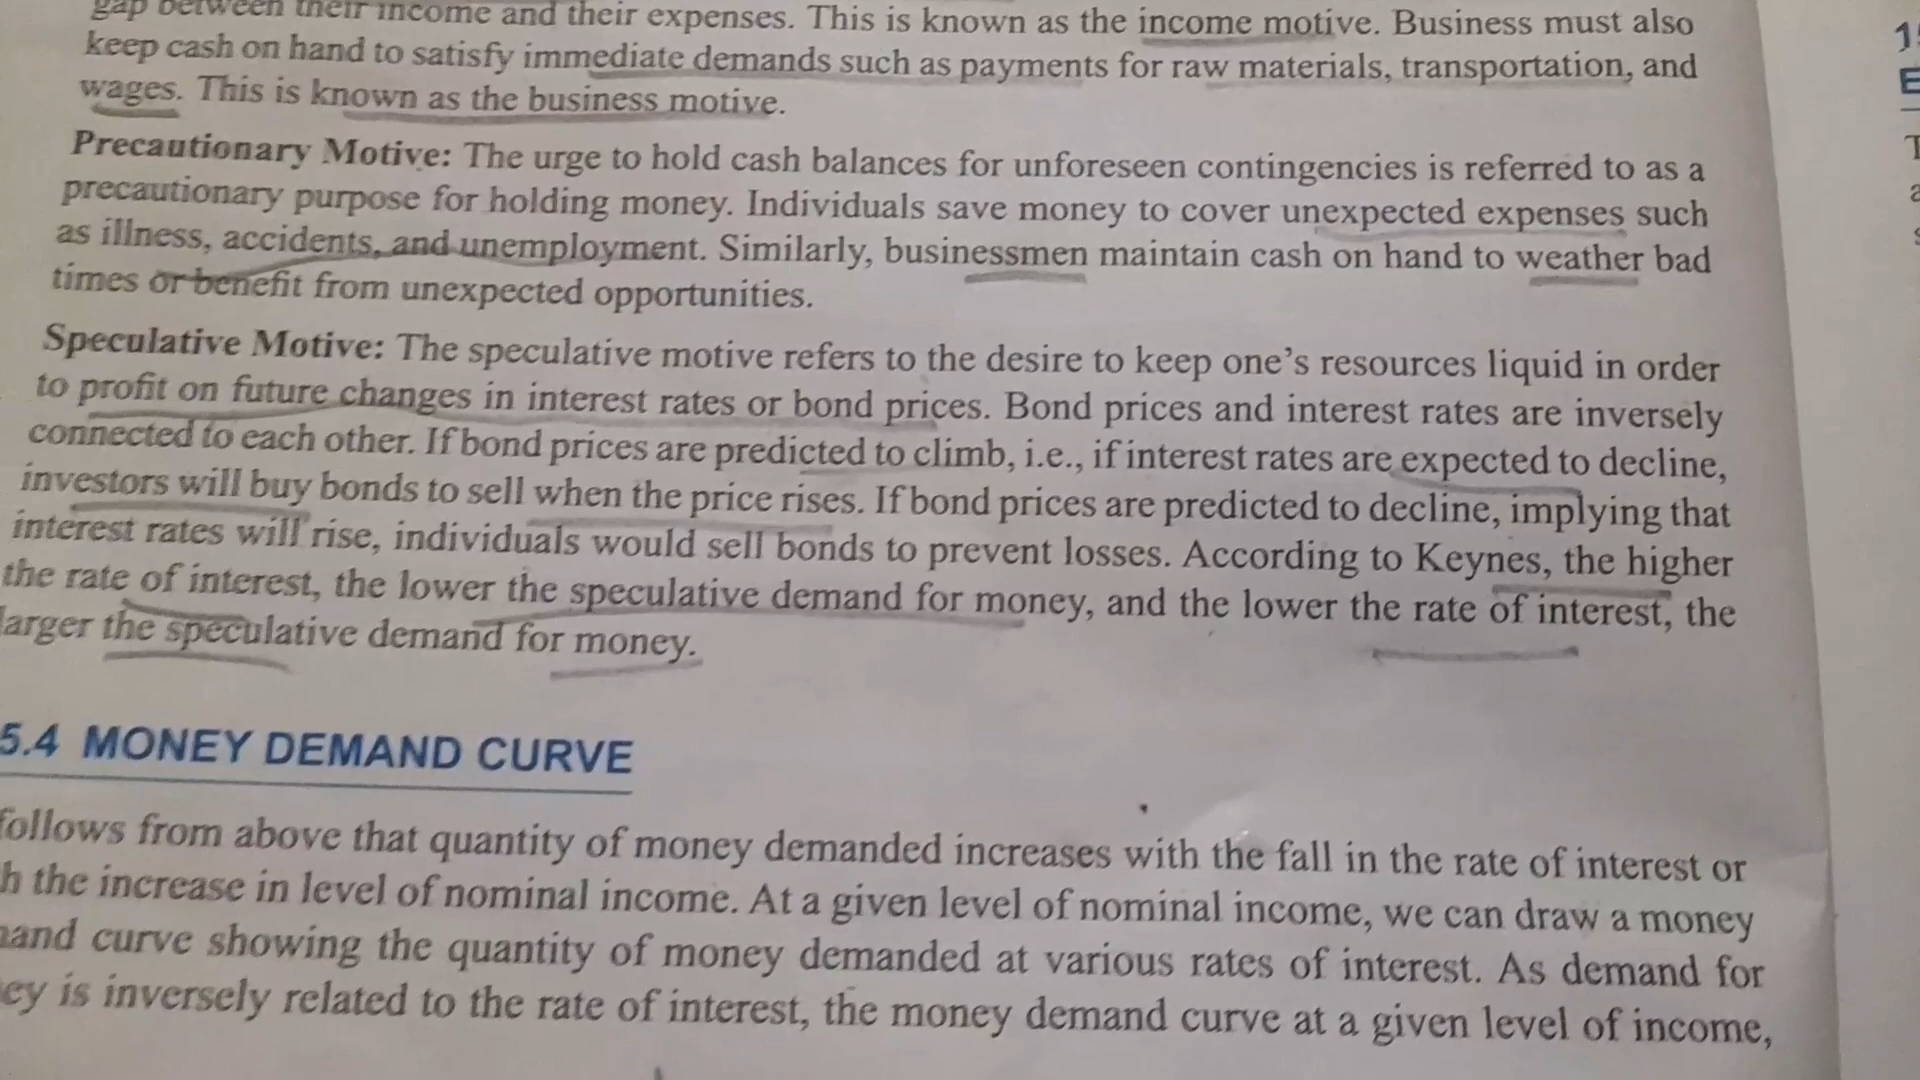 gap between their income and their expenses. This is known as the income motive. Business must also
keep cash on hand to satisfy immediate demands such as payments for raw materials, transportation, and
wages. This is known as the business motive.
Precautionary Motive: The urge to hold cash balances for unforeseen contingencies is referred to as a
precautionary purpose for holding money. Individuals save money to cover unexpected expenses such
as illness, accidents, and unemployment. Similarly, businessmen maintain cash on hand to weather bad
times or benefit from unexpected opportunities.
Speculative Motive: The speculative motive refers to the desire to keep one's resources liquid in order
to profit on future changes in interest rates or bond prices. Bond prices and interest rates are inversely
connected to each other. If bond prices are predicted to climb, i.e., if interest rates are expected to decline,
investors will buy bonds to sell when the price rises. If bond prices are predicted to decline, implying that
interest rates will rise, individuals would sell bonds to prevent losses. According to Keynes, the higher
the rate of interest, the lower the speculative demand for money, and the lower the rate of interest, the
larger the speculative demand for money.
5.4 MONEY DEMAND CURVE
follows from above that quantity of money demanded increases with the fall in the rate of interest or
h the increase in level of nominal income. At a given level of nominal income, we can draw a money
mand curve showing the quantity of money demanded at various rates of interest. As demand for
ey is inversely related to the rate of interest, the money demand curve at a given level of income,